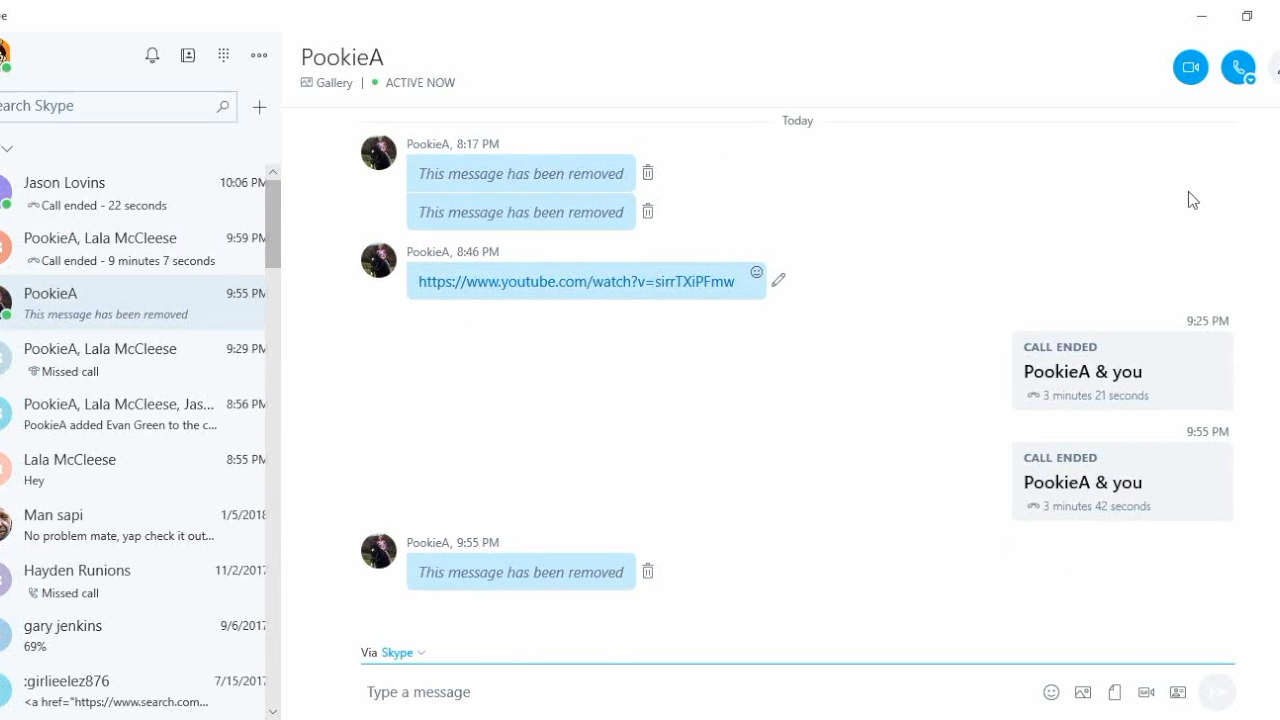 pe
earch Skype
Jason Lovins
10:06 PM
Call ended - 22 seconds
PookieA, Lala McCleese
9:59 PM
Call ended - 9 minutes 7 seconds
PookieA
9:55 PM
This message has been removed
PookieA, Lala McCleese
9:29 PM
Missed call
PookieA, Lala McCleese, Jas...
8:56 PM
PookieA added Evan Green to the c...
Lala McCleese
8:55 PM
Hey
Man sapi
1/5/2018
No problem mate, yap check it out...
Hayden Runions
11/2/2017
Missed call
gary jenkins
9/6/2017
69%
:girlieelez876
7/15/2017
<a href="https://www.search.com...
PookieA
Gallery | ACTIVE NOW
Today
PookieA, 8:17 PM
This message has been removed
This message has been removed
PookieA, 8:46 PM
https://www.youtube.com/watch?v=sirrTXiPFmw
9:25 PM
CALL ENDED
PookieA & you
3 minutes 21 seconds
9:55 PM
CALL ENDED
PookieA & you
3 minutes 42 seconds
PookieA, 9:55 PM
This message has been removed
Via Skype
Type a message